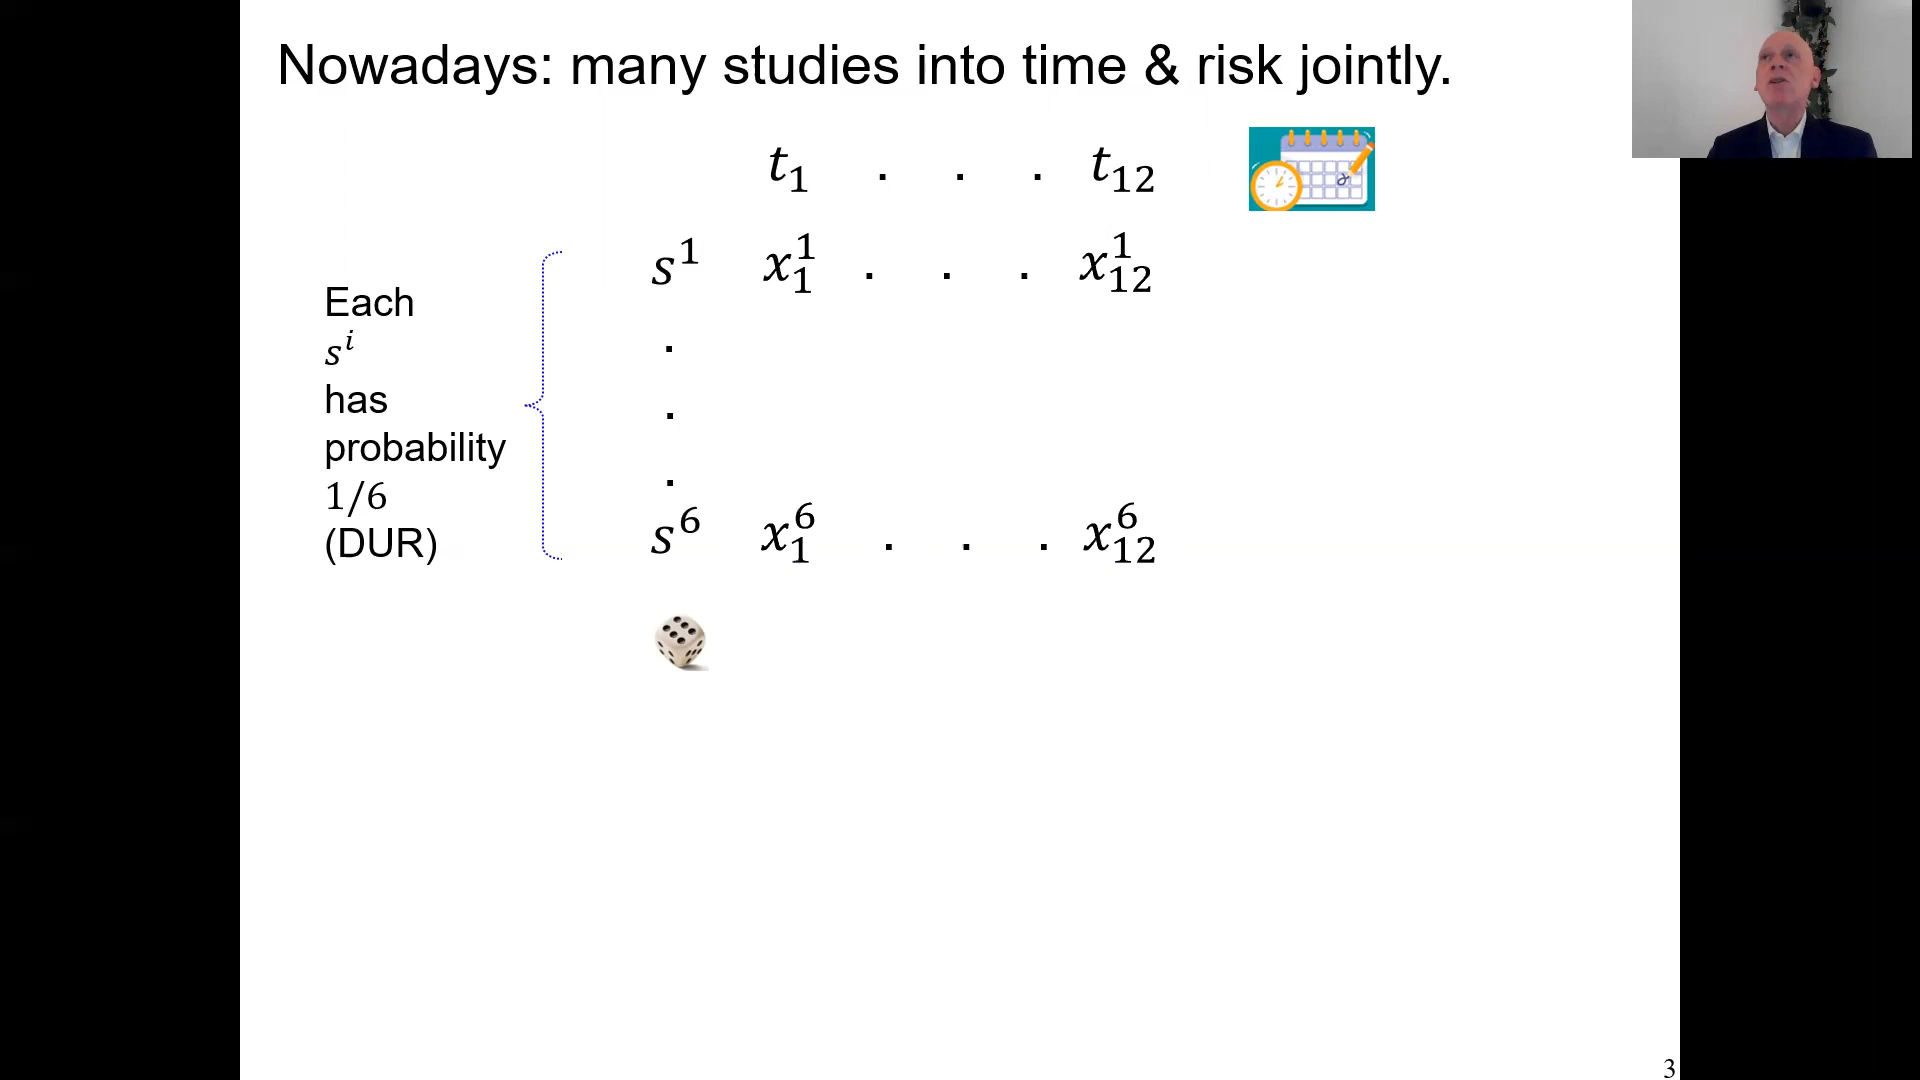 Nowadays: many studies into time & risk jointly.
t₁ . . . t₁₂
s¹ x₁¹ . . . x₁₂¹
Each
sⁱ
has
probability
1/6
(DUR)
.
.
.
s⁶ x₁⁶ . . . x₁₂⁶
3